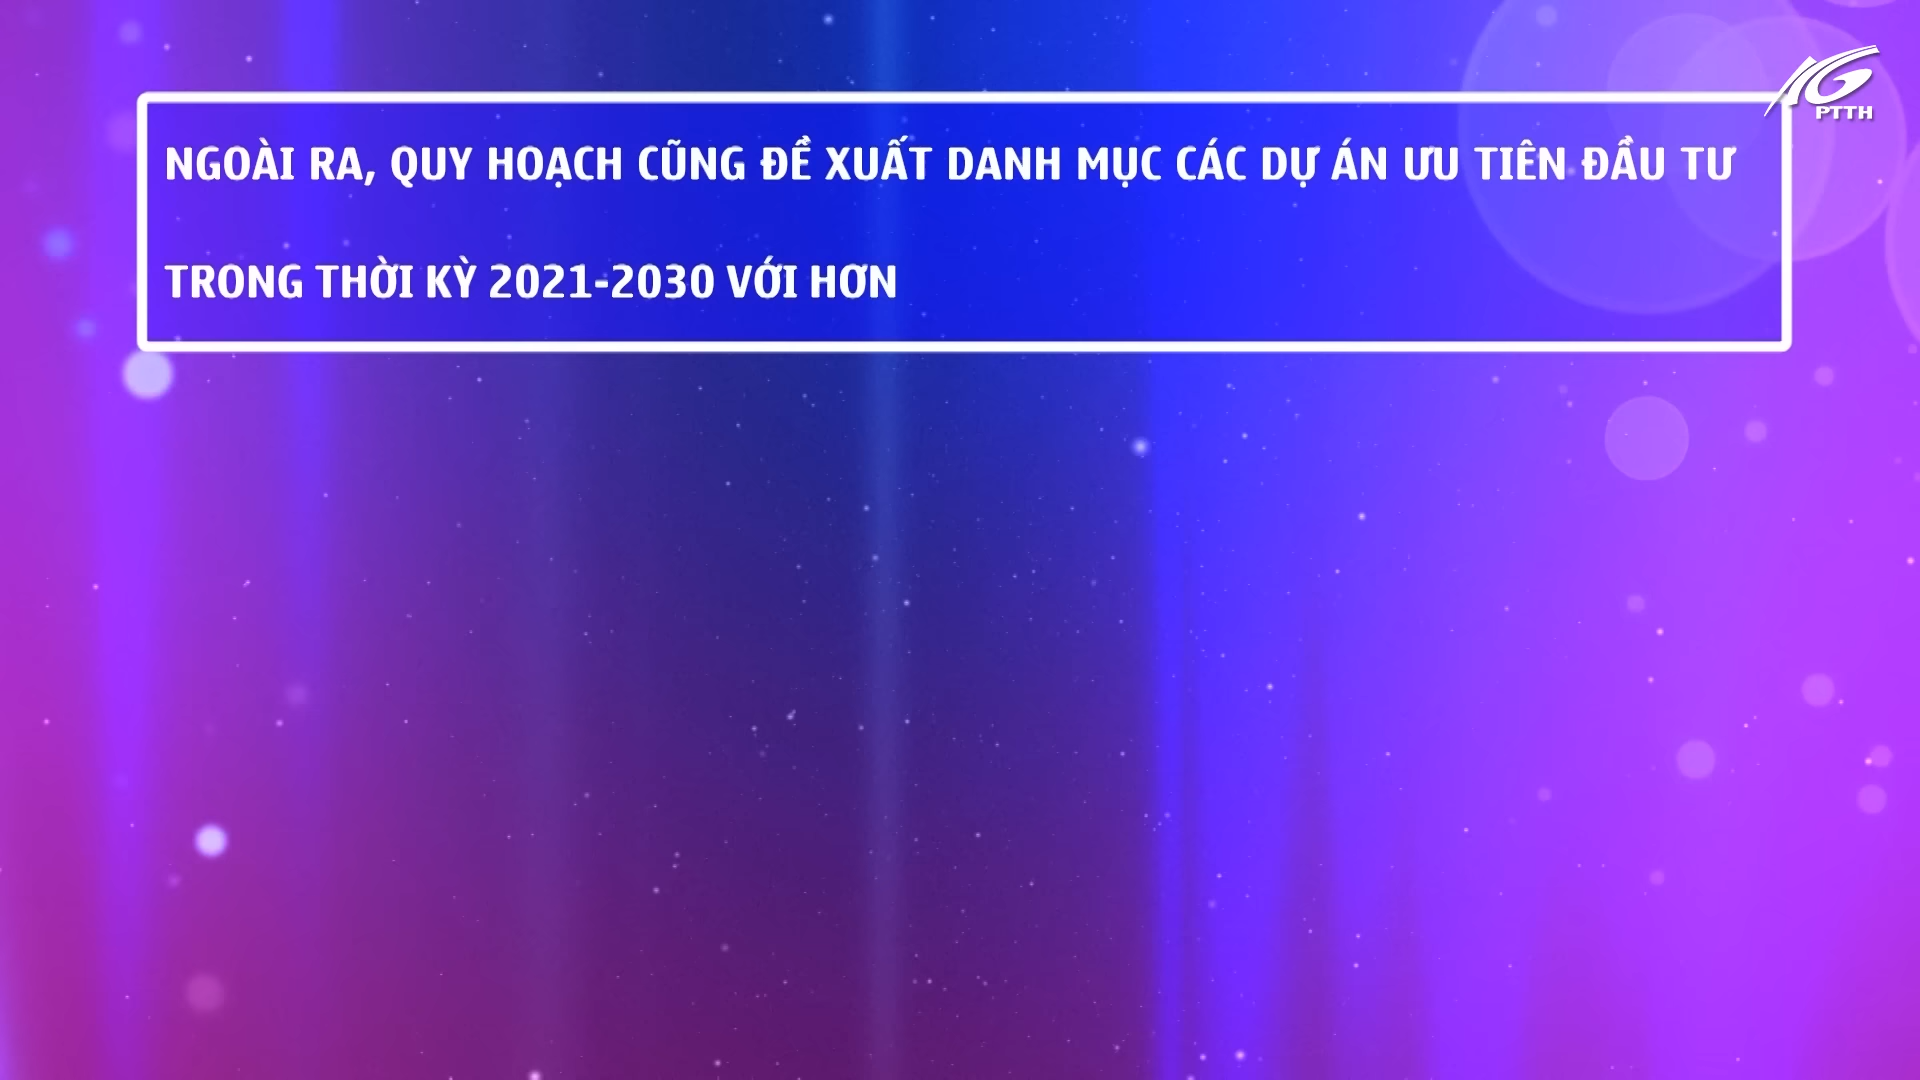 NGOÀI RA, QUY HOẠCH CŨNG ĐỀ XUẤT DANH MỤC CÁC DỰ ÁN ƯU TIÊN ĐẦU TƯ
TRONG THỜI KỲ 2021-2030 VỚI HƠN
KG
PTTH